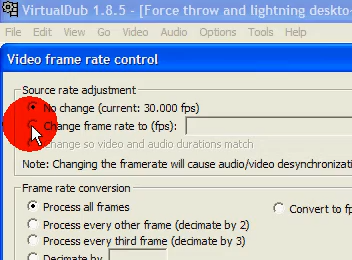 VirtualDub 1.8.5 - [Force throw and lightning deskto
File Edit View Go Video Audio Options Tools Help
Video frame rate control
Source rate adjustment
No change (current: 30.000 fps)
Change frame rate to (fps):
Change so video and audio durations match
Note: Changing the framerate will cause audio/video desynchronizati
Frame rate conversion
Process all frames Convert to fp
Process every other frame (decimate by 2)
Process every third frame (decimate by 3)
Decimate by